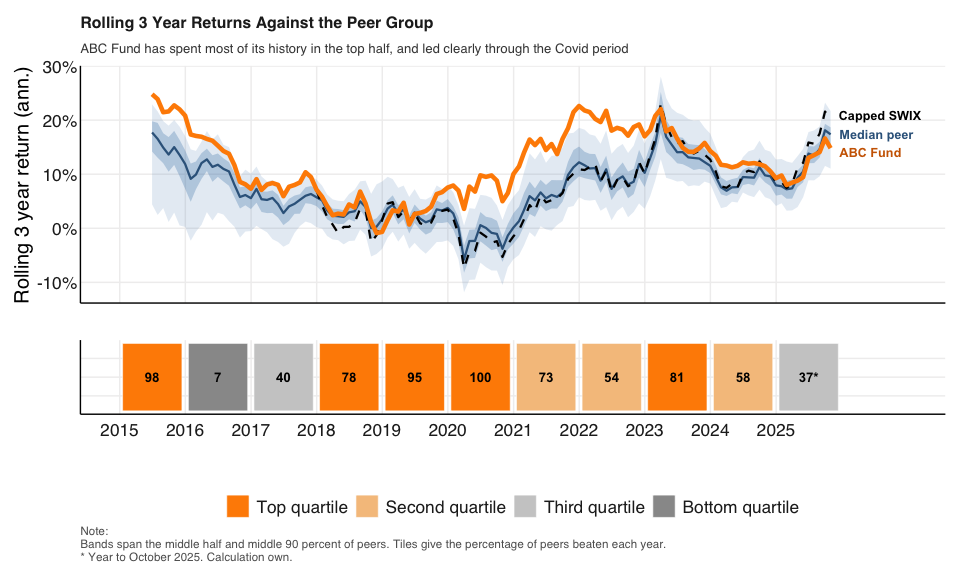 Rolling 3 Year Returns Against the Peer Group
ABC Fund has spent most of its history in the top half, and led clearly through the Covid period
Rolling 3 year return (ann.)
30%
20%
10%
0%
-10%
Capped SWIX
Median peer
ABC Fund
98 7 40 78 95 100 73 54 81 58 37*
2015 2016 2017 2018 2019 2020 2021 2022 2023 2024 2025
Top quartile Second quartile Third quartile Bottom quartile
Note:
Bands span the middle half and middle 90 percent of peers. Tiles give the percentage of peers beaten each year.
* Year to October 2025. Calculation own.